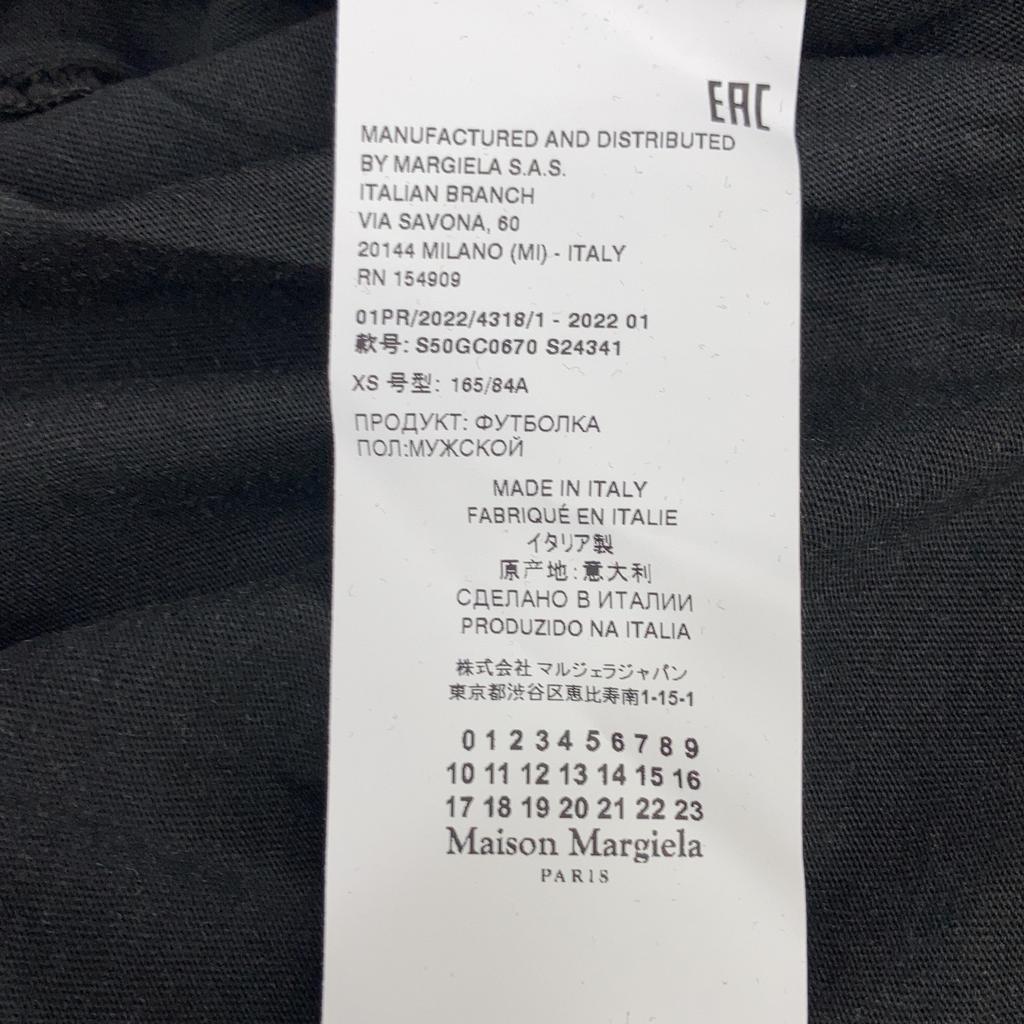 EAC
MANUFACTURED AND DISTRIBUTED
BY MARGIELA S.A.S.
ITALIAN BRANCH
VIA SAVONA, 60
20144 MILANO (MI) - ITALY
RN 154909
01PR/2022/4318/1 - 2022 01
款号: S50GC0670 S24341
XS 号型: 165/84A
ПРОДУКТ: ФУТБОЛКА
ПОЛ:МУЖСКОЙ
MADE IN ITALY
FABRIQUÉ EN ITALIE
イタリア製
原产地:意大利
СДЕЛАНО В ИТАЛИИ
PRODUZIDO NA ITALIA
株式会社 マルジェラジャパン
東京都渋谷区恵比寿南1-15-1
0 1 2 3 4 5 6 7 8 9
10 11 12 13 14 15 16
17 18 19 20 21 22 23
Maison Margiela
PARIS